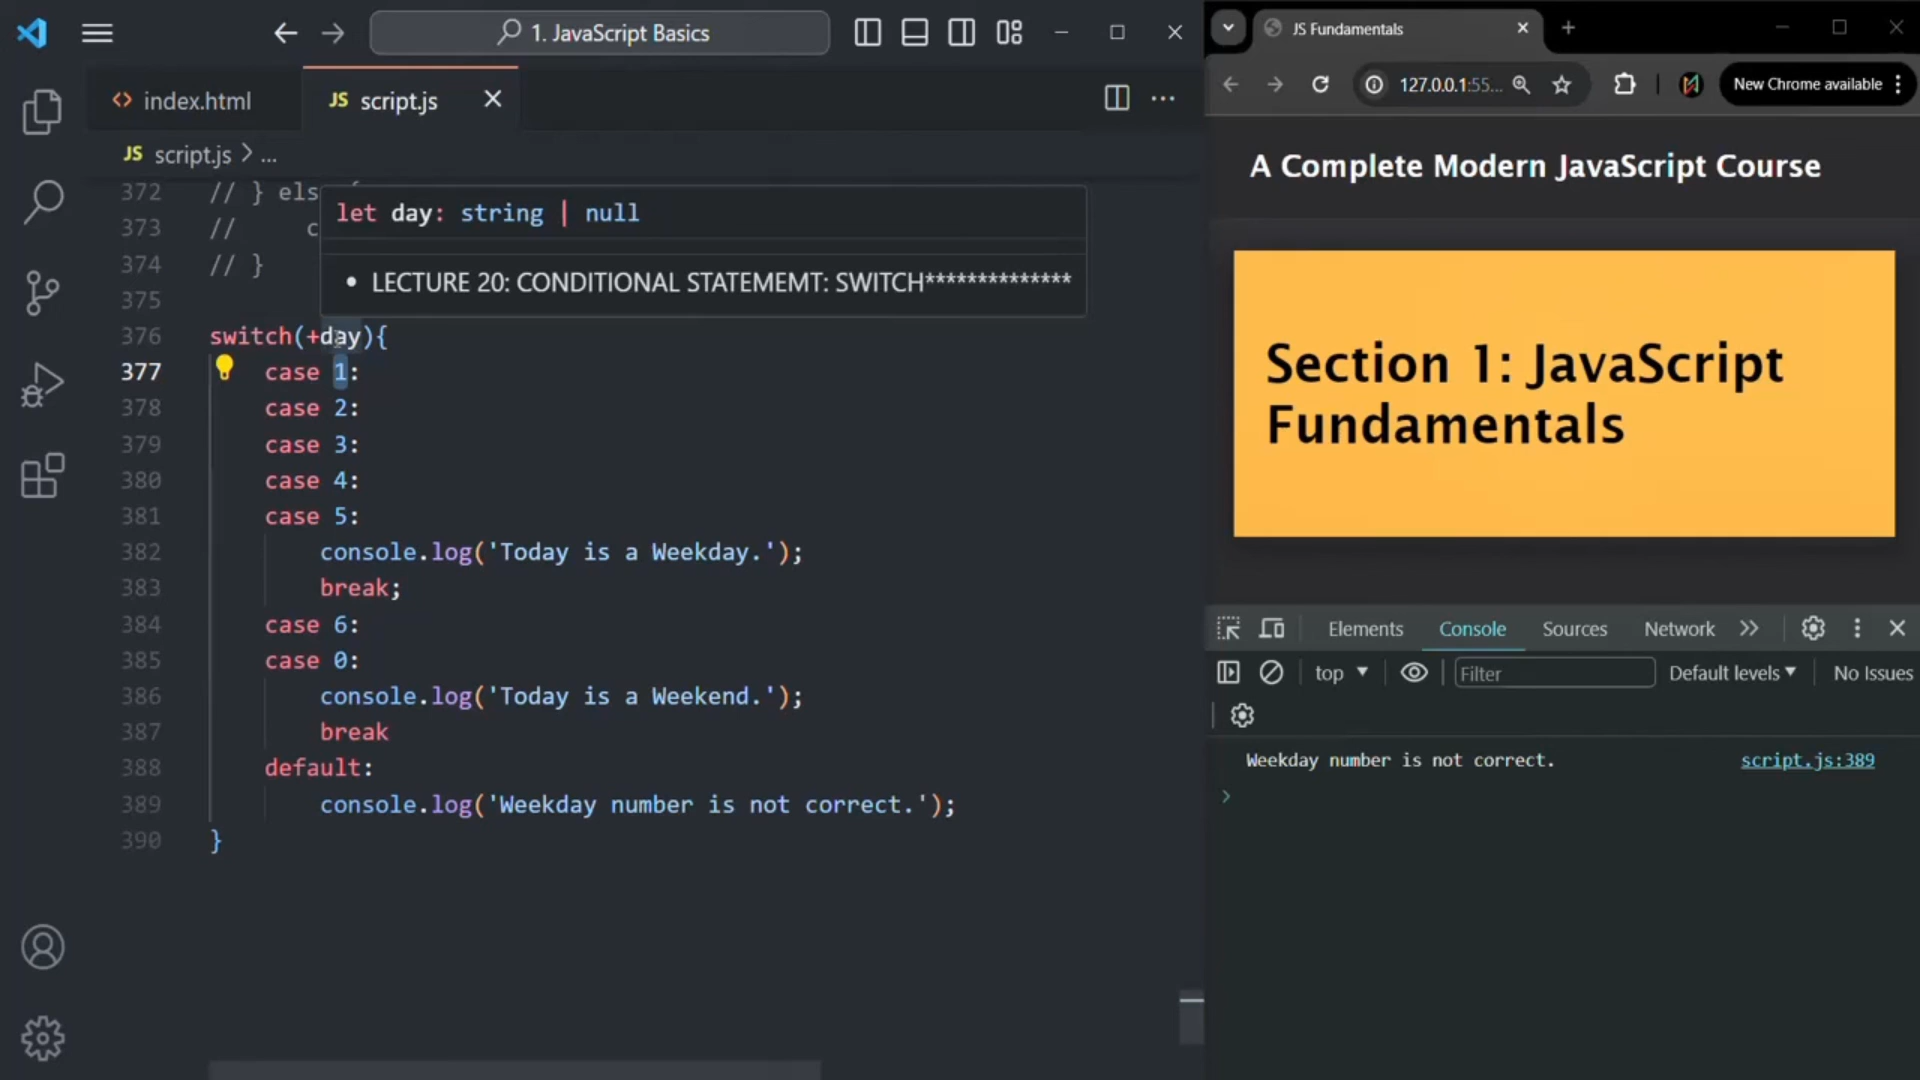 1. JavaScript Basics
index.html
JS script.js
JS script.js > ...
372 // } els
373 // c
374 // }
let day: string | null
• LECTURE 20: CONDITIONAL STATEMEMT: SWITCH**************
375
376 switch(+day){
377 case 1:
378 case 2:
379 case 3:
380 case 4:
381 case 5:
382 console.log('Today is a Weekday.');
383 break;
384 case 6:
385 case 0:
386 console.log('Today is a Weekend.');
387 break
388 default:
389 console.log('Weekday number is not correct.');
390 }
JS Fundamentals
127.0.0.1:55...
New Chrome available
A Complete Modern JavaScript Course
Section 1: JavaScript
Fundamentals
Elements Console Sources Network
top Filter Default levels No Issues
Weekday number is not correct. script.js:389